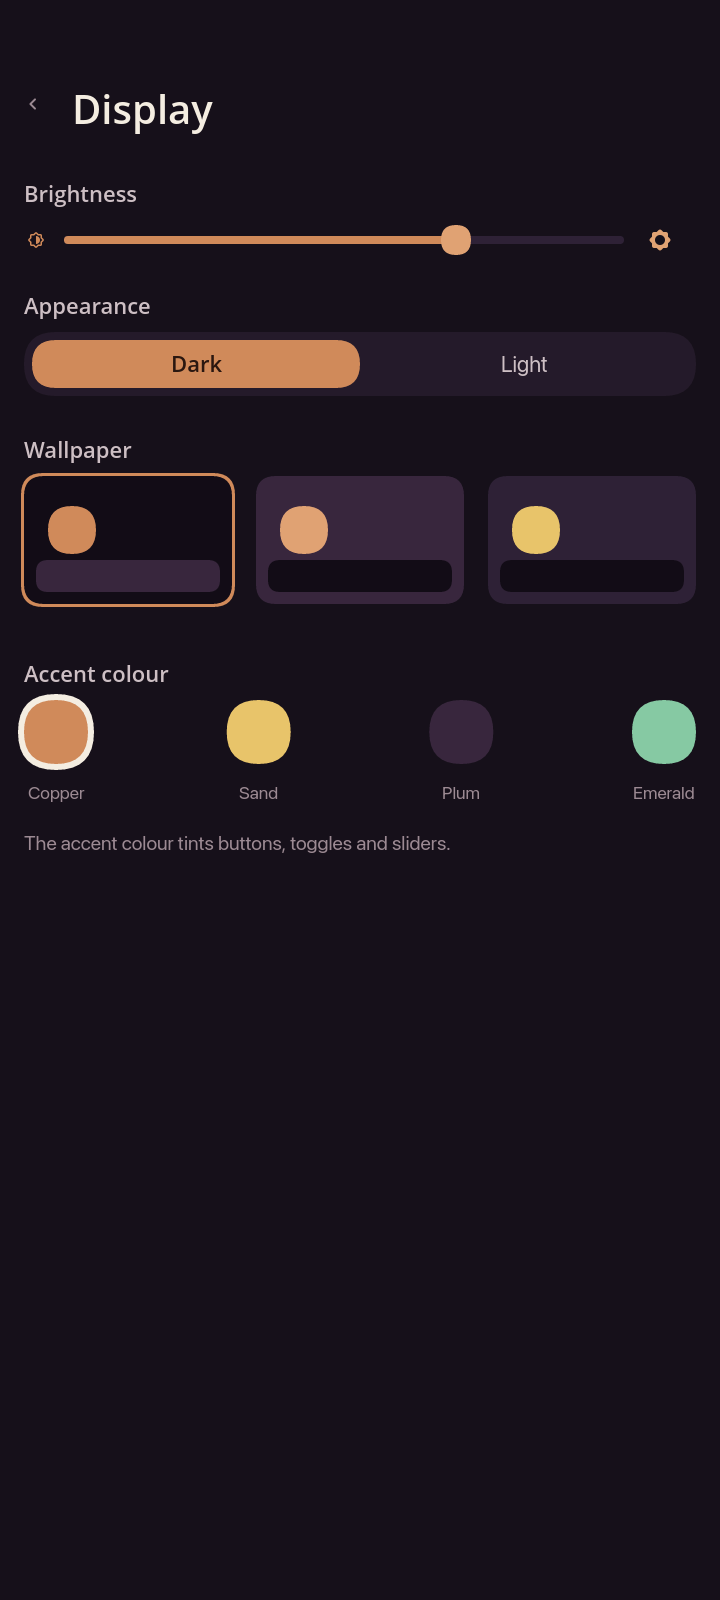 Display
Brightness
Appearance
Dark
Light
Wallpaper
Accent colour
Copper
Sand
Plum
Emerald
The accent colour tints buttons, toggles and sliders.